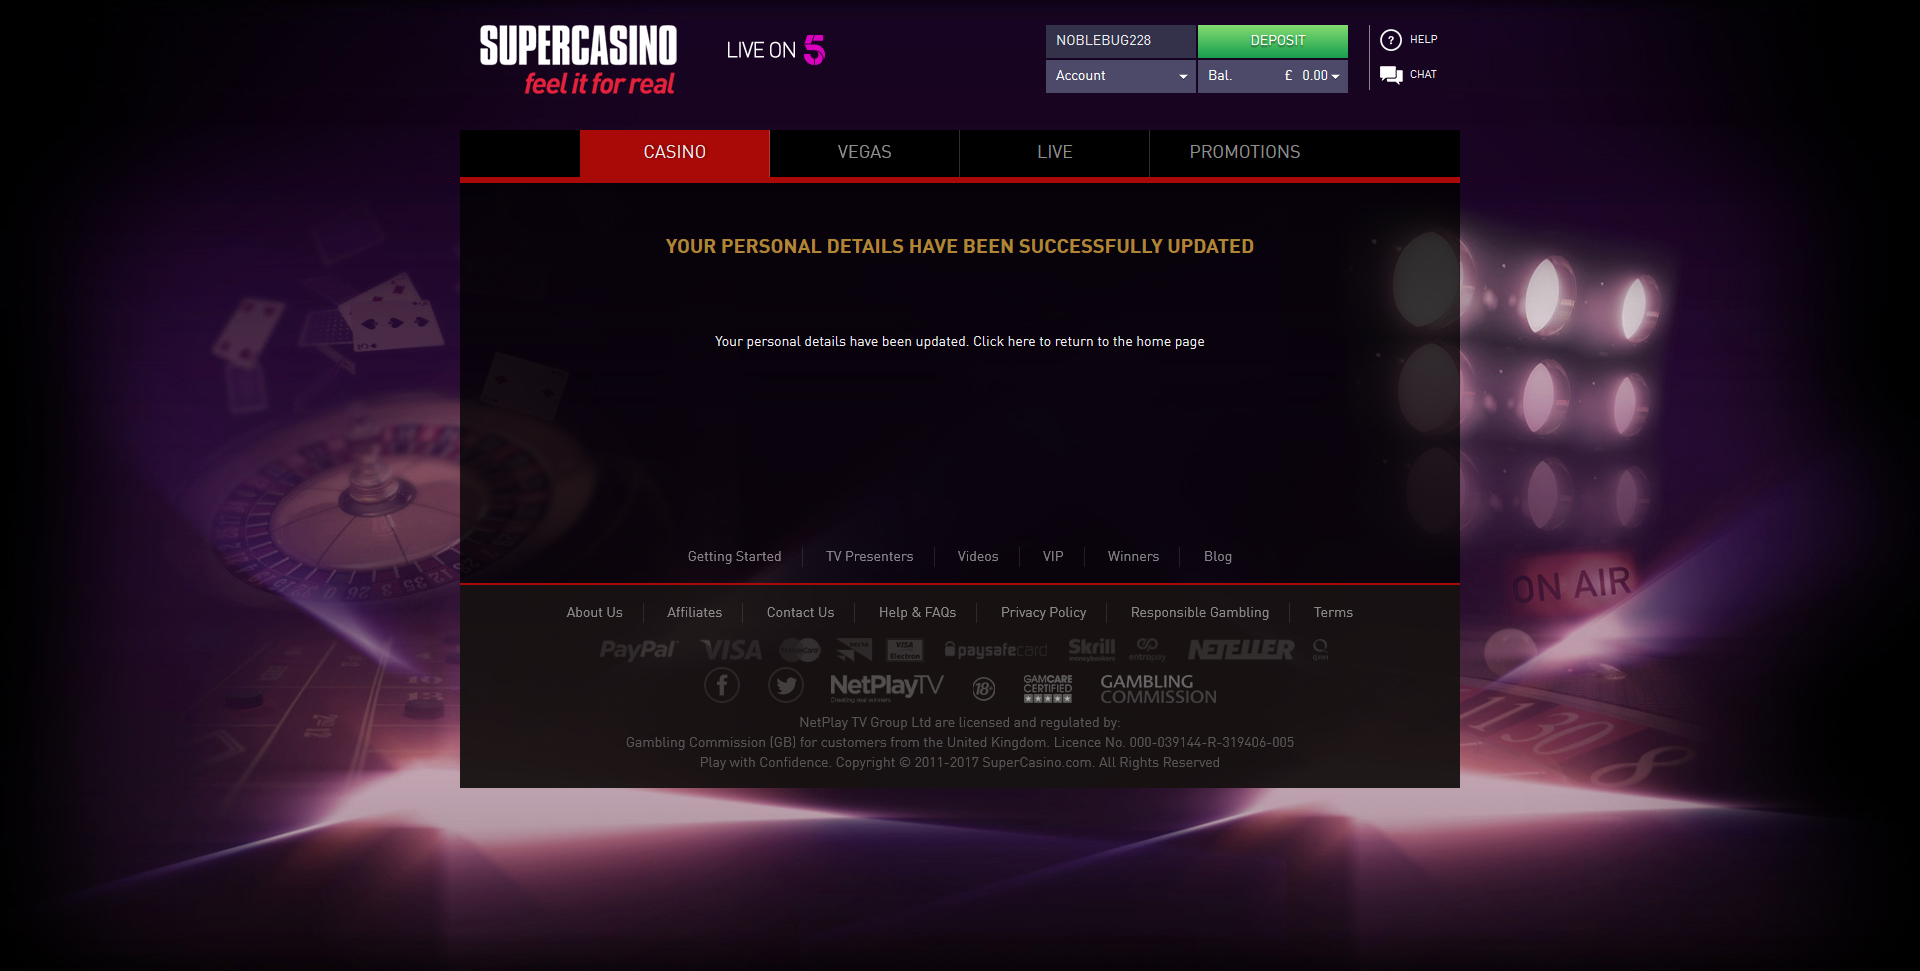 SUPERCASINO
feel it for real
LIVE ON 5
NOBLEBUG228
DEPOSIT
HELP
Account
Bal. £ 0.00
CHAT
CASINO
VEGAS
LIVE
PROMOTIONS
YOUR PERSONAL DETAILS HAVE BEEN SUCCESSFULLY UPDATED
Your personal details have been updated. Click here to return to the home page
ON AIR
Getting Started
TV Presenters
Videos
VIP
Winners
Blog
About Us
Affiliates
Contact Us
Help & FAQs
Privacy Policy
Responsible Gambling
Terms
PayPal
VISA
MasterCard
VISA Electron
paysafecard
Skrill
moneybookers
entropay
NETELLER
NetPlayTV
Creating real winners
18+
GAMCARE
CERTIFIED
GAMBLING
COMMISSION
NetPlay TV Group Ltd are licensed and regulated by:
Gambling Commission (GB) for customers from the United Kingdom. Licence No. 000-039144-R-319406-005
Play with Confidence. Copyright © 2011-2017 SuperCasino.com. All Rights Reserved